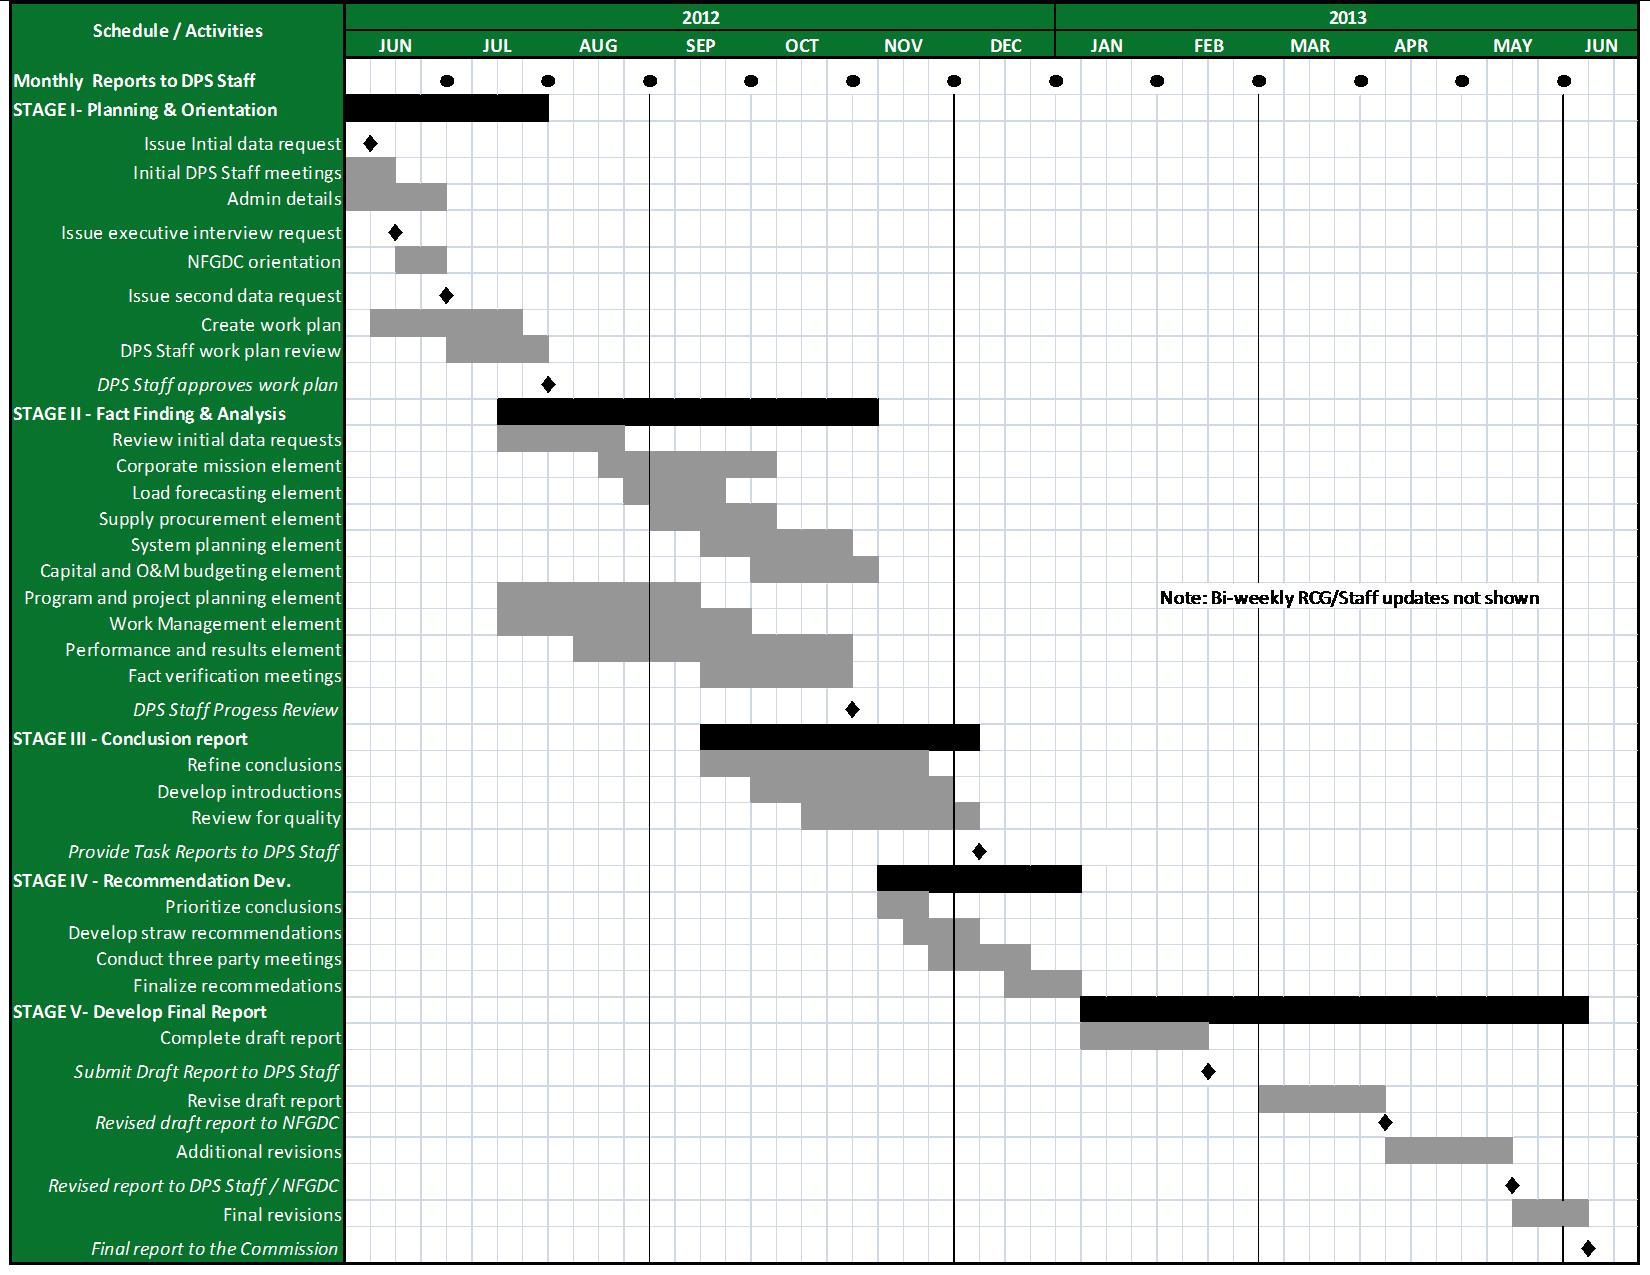 Schedule / Activities
2012
2013
JUN JUL AUG SEP OCT NOV DEC JAN FEB MAR APR MAY JUN
Monthly Reports to DPS Staff
STAGE I- Planning & Orientation
Issue Intial data request
Initial DPS Staff meetings
Admin details
Issue executive interview request
NFGDC orientation
Issue second data request
Create work plan
DPS Staff work plan review
DPS Staff approves work plan
STAGE II - Fact Finding & Analysis
Review initial data requests
Corporate mission element
Load forecasting element
Supply procurement element
System planning element
Capital and O&M budgeting element
Program and project planning element
Note: Bi-weekly RCG/Staff updates not shown
Work Management element
Performance and results element
Fact verification meetings
DPS Staff Progess Review
STAGE III - Conclusion report
Refine conclusions
Develop introductions
Review for quality
Provide Task Reports to DPS Staff
STAGE IV - Recommendation Dev.
Prioritize conclusions
Develop straw recommendations
Conduct three party meetings
Finalize recommedations
STAGE V- Develop Final Report
Complete draft report
Submit Draft Report to DPS Staff
Revise draft report
Revised draft report to NFGDC
Additional revisions
Revised report to DPS Staff / NFGDC
Final revisions
Final report to the Commission